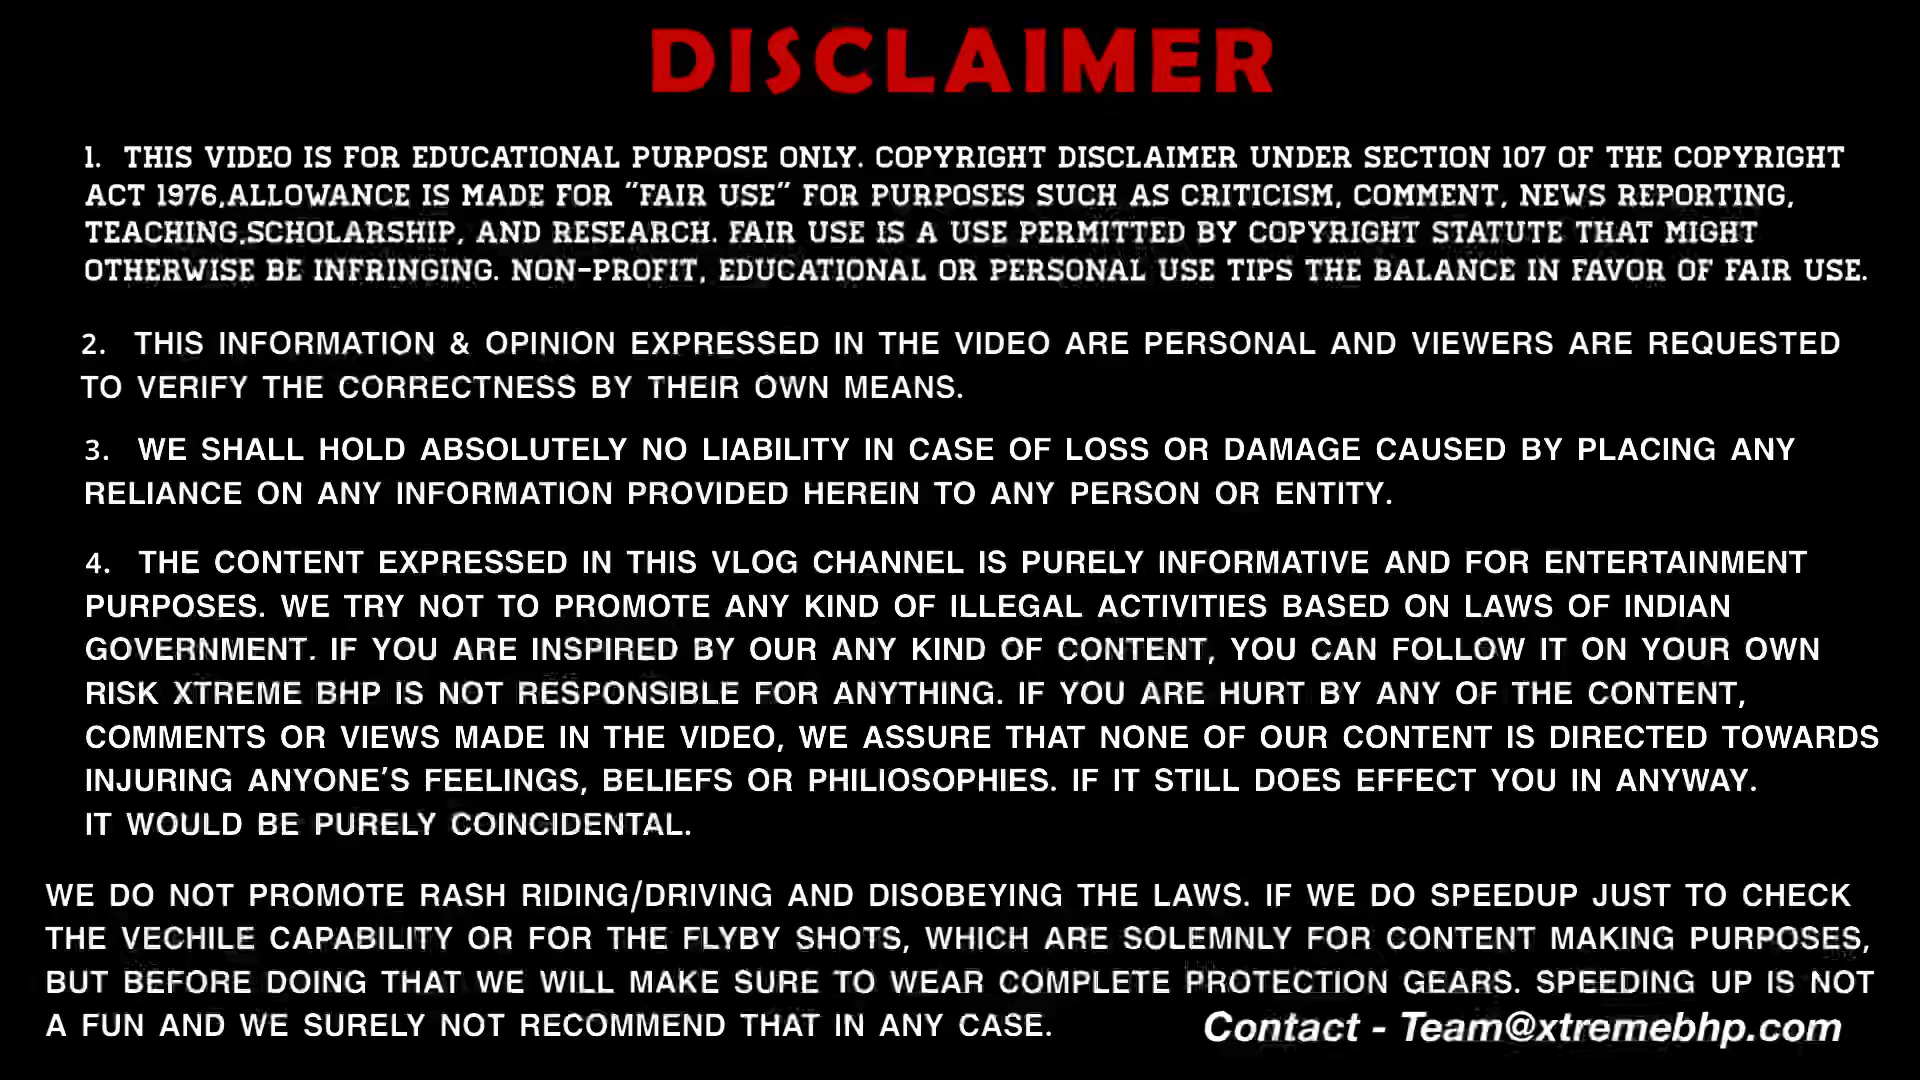 DISCLAIMER
1. THIS VIDEO IS FOR EDUCATIONAL PURPOSE ONLY. COPYRIGHT DISCLAIMER UNDER SECTION 107 OF THE COPYRIGHT
ACT 1976,ALLOWANCE IS MADE FOR "FAIR USE" FOR PURPOSES SUCH AS CRITICISM, COMMENT, NEWS REPORTING,
TEACHING,SCHOLARSHIP, AND RESEARCH. FAIR USE IS A USE PERMITTED BY COPYRIGHT STATUTE THAT MIGHT
OTHERWISE BE INFRINGING. NON-PROFIT, EDUCATIONAL OR PERSONAL USE TIPS THE BALANCE IN FAVOR OF FAIR USE.
2. THIS INFORMATION & OPINION EXPRESSED IN THE VIDEO ARE PERSONAL AND VIEWERS ARE REQUESTED
TO VERIFY THE CORRECTNESS BY THEIR OWN MEANS.
3. WE SHALL HOLD ABSOLUTELY NO LIABILITY IN CASE OF LOSS OR DAMAGE CAUSED BY PLACING ANY
RELIANCE ON ANY INFORMATION PROVIDED HEREIN TO ANY PERSON OR ENTITY.
4. THE CONTENT EXPRESSED IN THIS VLOG CHANNEL IS PURELY INFORMATIVE AND FOR ENTERTAINMENT
PURPOSES. WE TRY NOT TO PROMOTE ANY KIND OF ILLEGAL ACTIVITIES BASED ON LAWS OF INDIAN
GOVERNMENT. IF YOU ARE INSPIRED BY OUR ANY KIND OF CONTENT, YOU CAN FOLLOW IT ON YOUR OWN
RISK XTREME BHP IS NOT RESPONSIBLE FOR ANYTHING. IF YOU ARE HURT BY ANY OF THE CONTENT,
COMMENTS OR VIEWS MADE IN THE VIDEO, WE ASSURE THAT NONE OF OUR CONTENT IS DIRECTED TOWARDS
INJURING ANYONE'S FEELINGS, BELIEFS OR PHILIOSOPHIES. IF IT STILL DOES EFFECT YOU IN ANYWAY.
IT WOULD BE PURELY COINCIDENTAL.
WE DO NOT PROMOTE RASH RIDING/DRIVING AND DISOBEYING THE LAWS. IF WE DO SPEEDUP JUST TO CHECK
THE VECHILE CAPABILITY OR FOR THE FLYBY SHOTS, WHICH ARE SOLEMNLY FOR CONTENT MAKING PURPOSES,
BUT BEFORE DOING THAT WE WILL MAKE SURE TO WEAR COMPLETE PROTECTION GEARS. SPEEDING UP IS NOT
A FUN AND WE SURELY NOT RECOMMEND THAT IN ANY CASE.
Contact - Team@xtremebhp.com